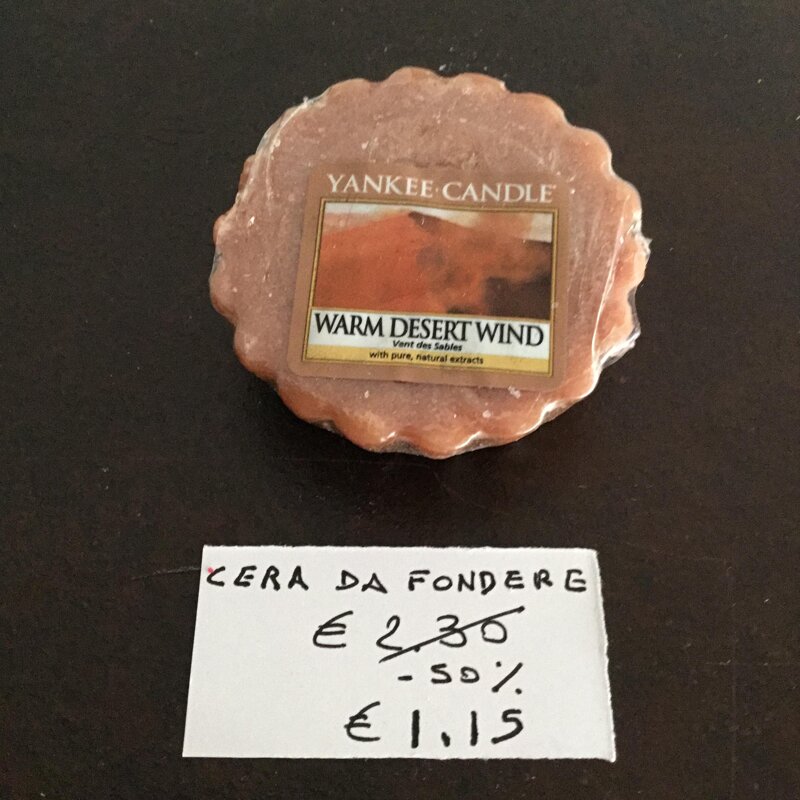 YANKEE CANDLE
WARM DESERT WIND
Vent des Sables
with pure, natural extracts
CERA DA FONDERE
€ 2.30
-50%
€ 1.15